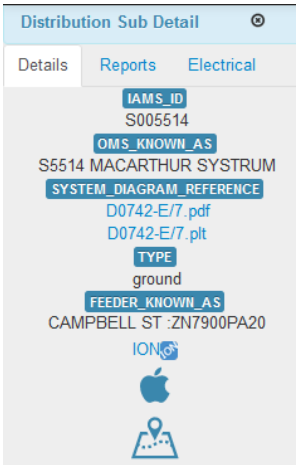 Distribution Sub Detail
Details Reports Electrical
IAMS_ID
S005514
OMS_KNOWN_AS
S5514 MACARTHUR SYSTRUM
SYSTEM_DIAGRAM_REFERENCE
D0742-E/7.pdf
D0742-E/7.plt
TYPE
ground
FEEDER_KNOWN_AS
CAMPBELL ST :ZN7900PA20
ION